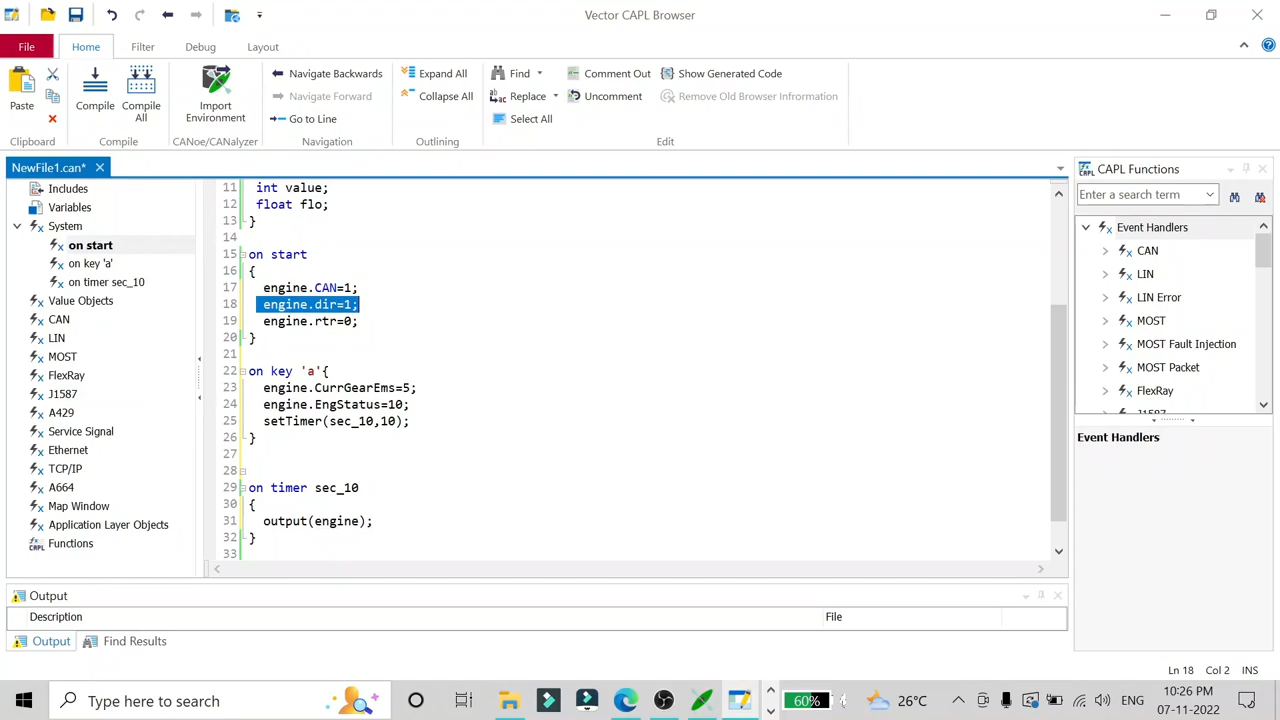 Vector CAPL Browser
File Home Filter Debug Layout
Paste
Compile
Compile All
Import Environment
Navigate Backwards
Navigate Forward
Go to Line
Expand All
Collapse All
Find
Replace
Select All
Comment Out
Uncomment
Show Generated Code
Remove Old Browser Infrormation
Clipboard Compile CANoe/CANalyzer Navigation Outlining Edit
NewFile1.can*
Includes
Variables
System
on start
on key 'a'
on timer sec_10
Value Objects
CAN
LIN
MOST
FlexRay
J1587
A429
Service Signal
Ethernet
TCP/IP
A664
Map Window
Application Layer Objects
CAPL Functions
11 int value;
12 float flo;
13 }
14
15 on start
16 {
17 engine.CAN=1;
18 engine.dir=1;
19 engine.rtr=0;
20 }
21
22 on key 'a'{
23 engine.CurrGearEms=5;
24 engine.EngStatus=10;
25 setTimer(sec_10,10);
26 }
27
28
29 on timer sec_10
30 {
31 output(engine);
32 }
33
CAPL CAPL Functions
Enter a search term
Event Handlers
CAN
LIN
LIN Error
MOST
MOST Fault Injection
MOST Packet
FlexRay
J1587
Event Handlers
Output
Description File
Output Find Results
Ln 18 Col 2 INS
Type here to search
60%
26°C
ENG
10:26 PM
07-11-2022